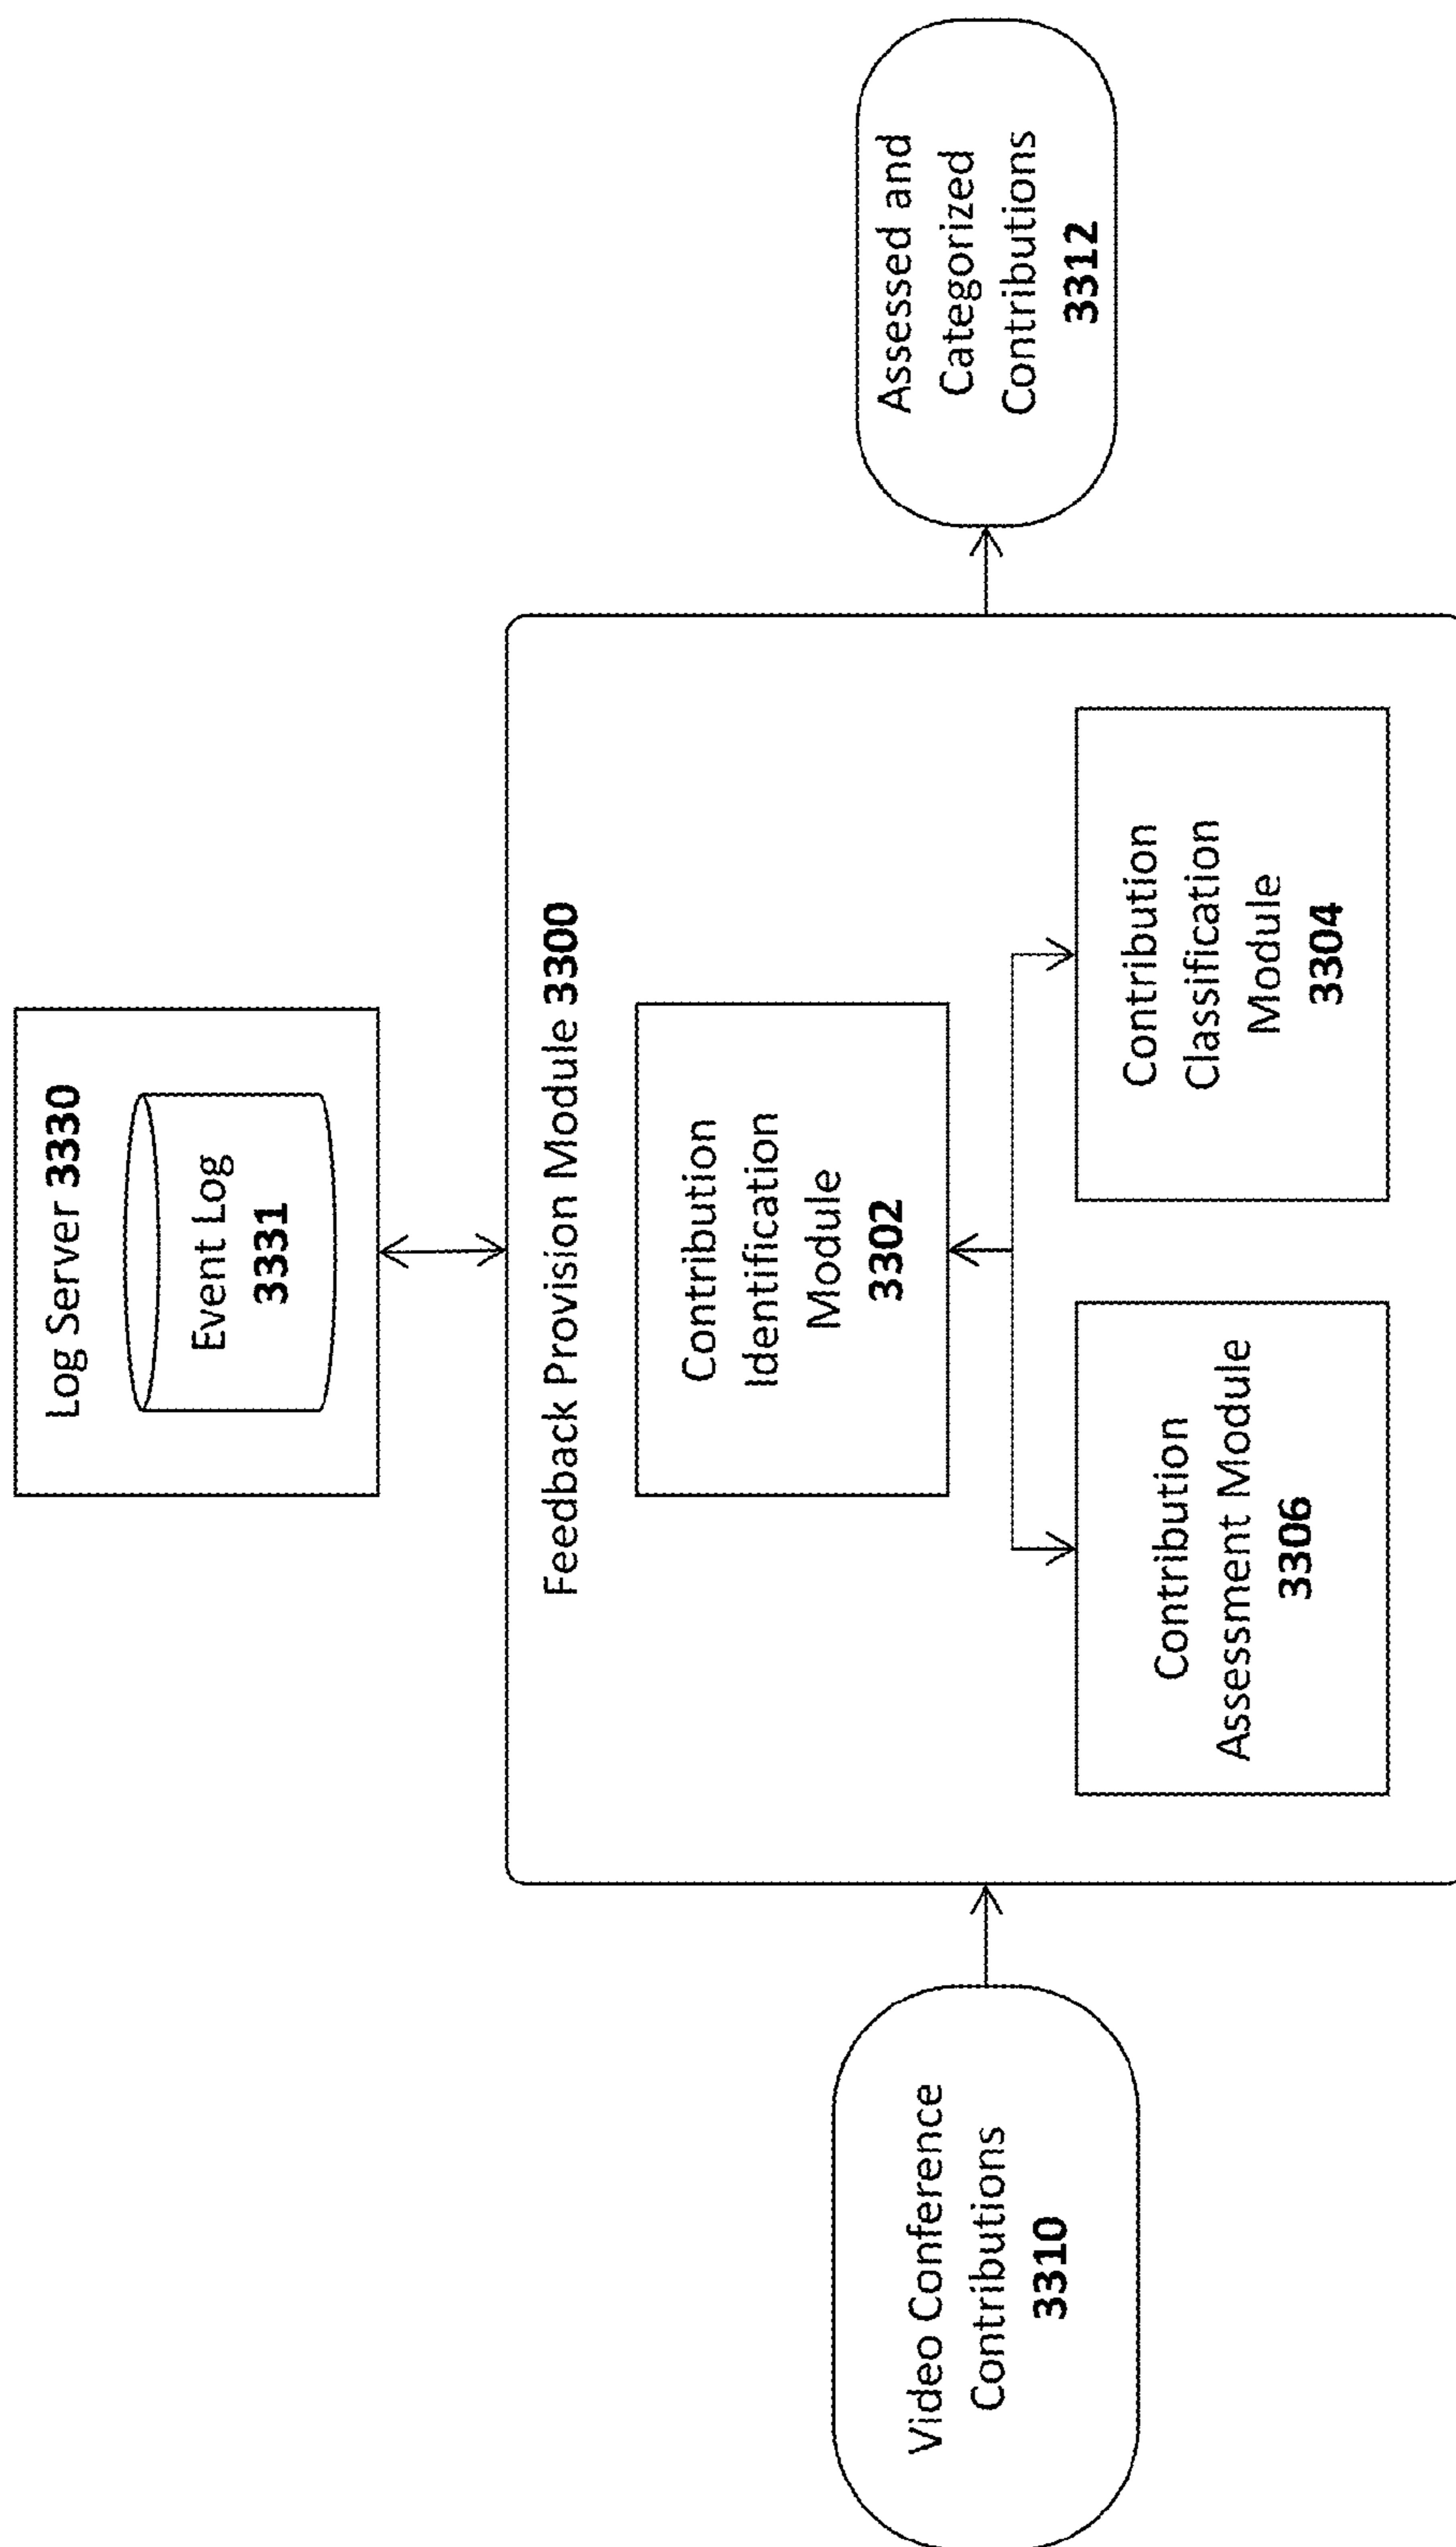 Log Server 3330
Event Log
3331
Feedback Provision Module 3300
Contribution
Identification
Module
3302
Contribution
Assessment Module
3306
Contribution
Classification
Module
3304
Video Conference
Contributions
3310
Assessed and
Categorized
Contributions
3312